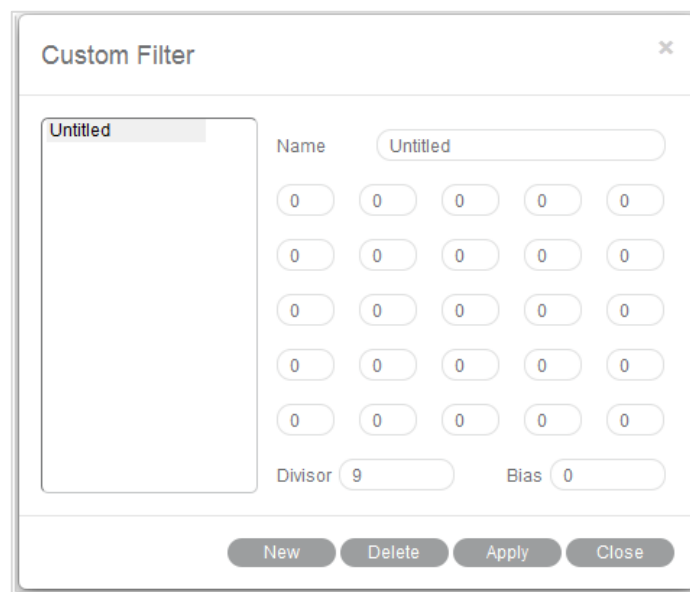 Custom Filter ×
Untitled
Name Untitled
0 0 0 0 0
0 0 0 0 0
0 0 0 0 0
0 0 0 0 0
0 0 0 0 0
Divisor 9 Bias 0
New Delete Apply Close